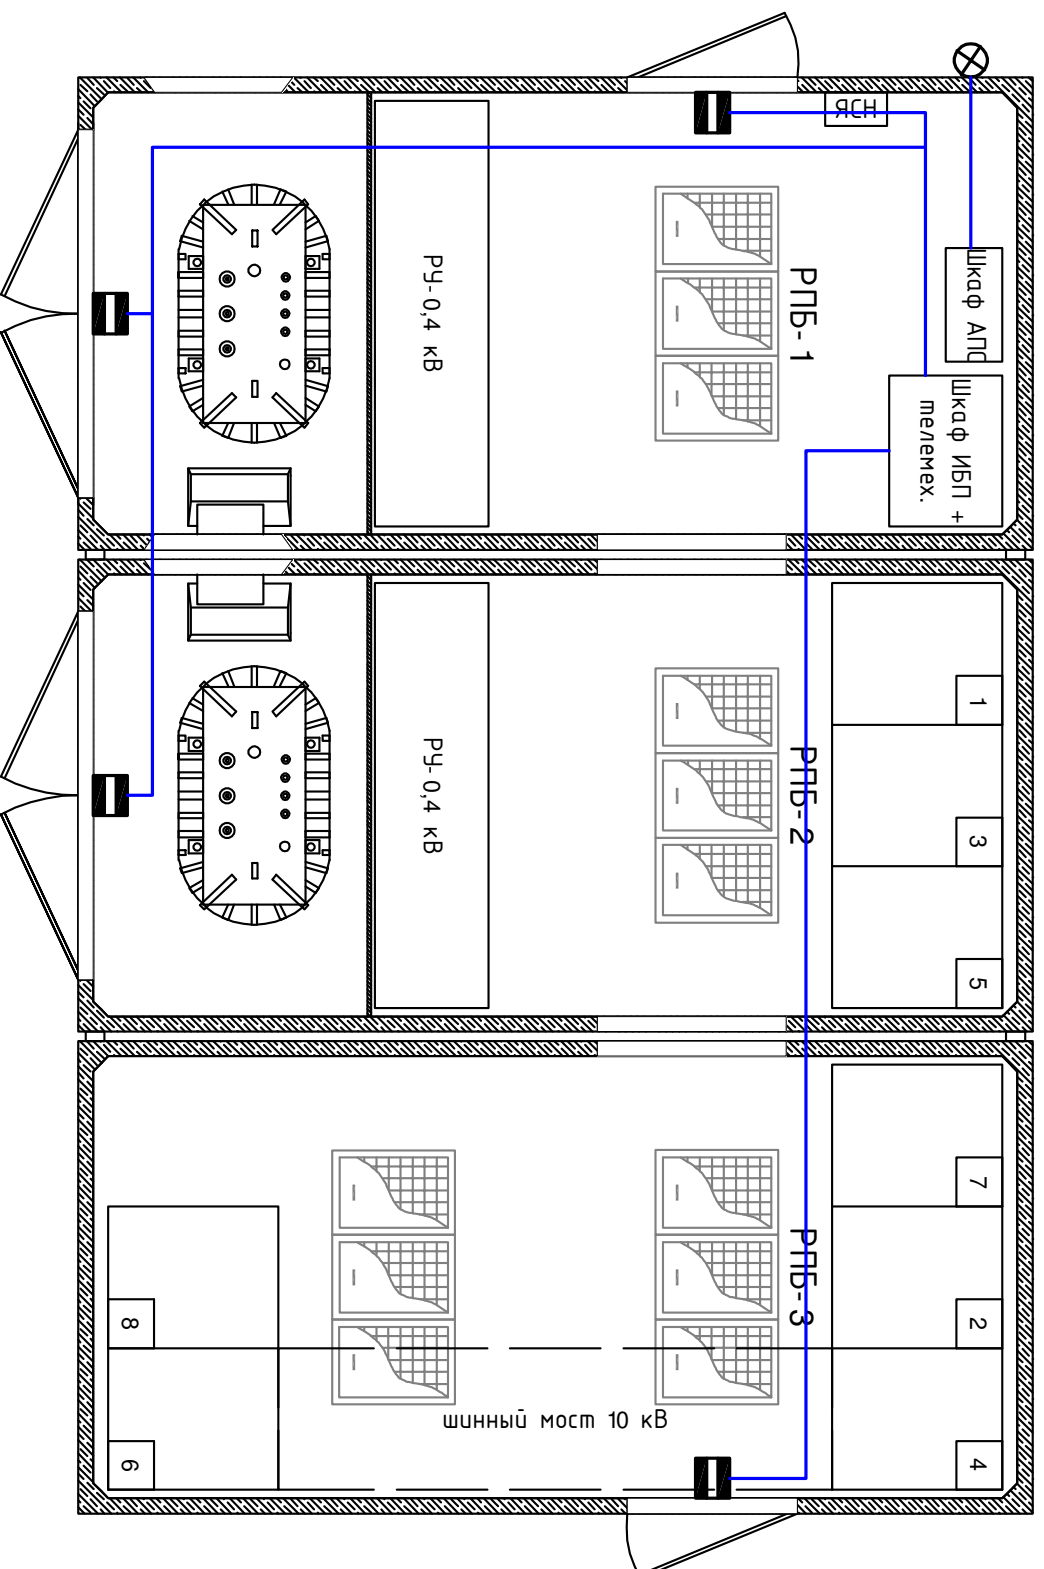 ЯСН
Шкаф АПС
Шкаф ИБП +
телемех.
РПБ-1
РУ-0,4 кВ
1
3
5
РПБ-2
РУ-0,4 кВ
7
2
4
РПБ-3
шинный мост 10 кВ
8
6